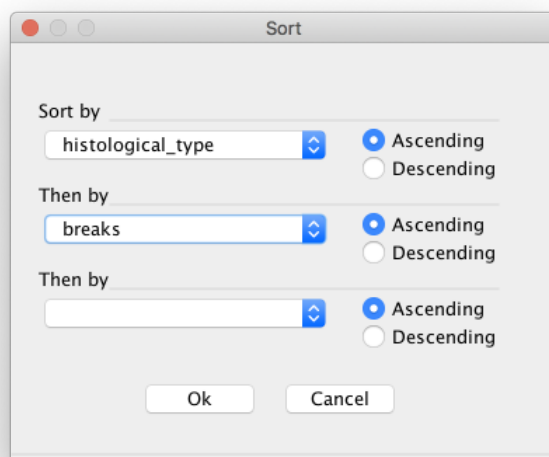 Sort
Sort by
histological_type
Ascending
Descending
Then by
breaks
Ascending
Descending
Then by
Ascending
Descending
Ok Cancel